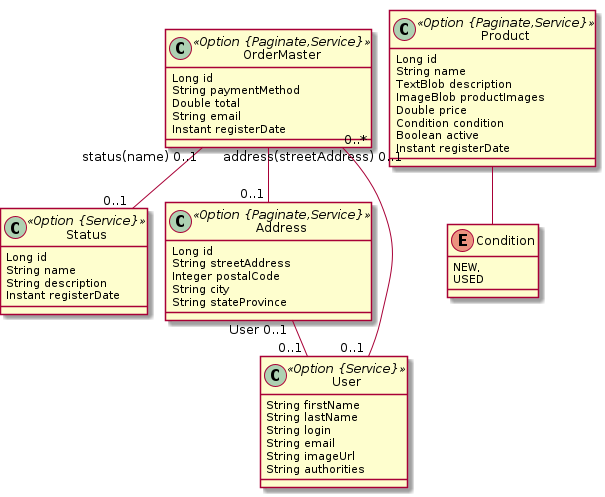 C «Option {Paginate,Service}»
OrderMaster
Long id
String paymentMethod
Double total
String email
Instant registerDate
C «Option {Paginate,Service}»
Product
Long id
String name
TextBlob description
ImageBlob productImages
Double price
Condition condition
Boolean active
Instant registerDate
0..*
status(name) 0..1
address(streetAddress) 0..1
0..1
0..1
C «Option {Service}»
Status
Long id
String name
String description
Instant registerDate
C «Option {Paginate,Service}»
Address
Long id
String streetAddress
Integer postalCode
String city
String stateProvince
E Condition
NEW,
USED
User 0..1
0..1
0..1
C «Option {Service}»
User
String firstName
String lastName
String login
String email
String imageUrl
String authorities